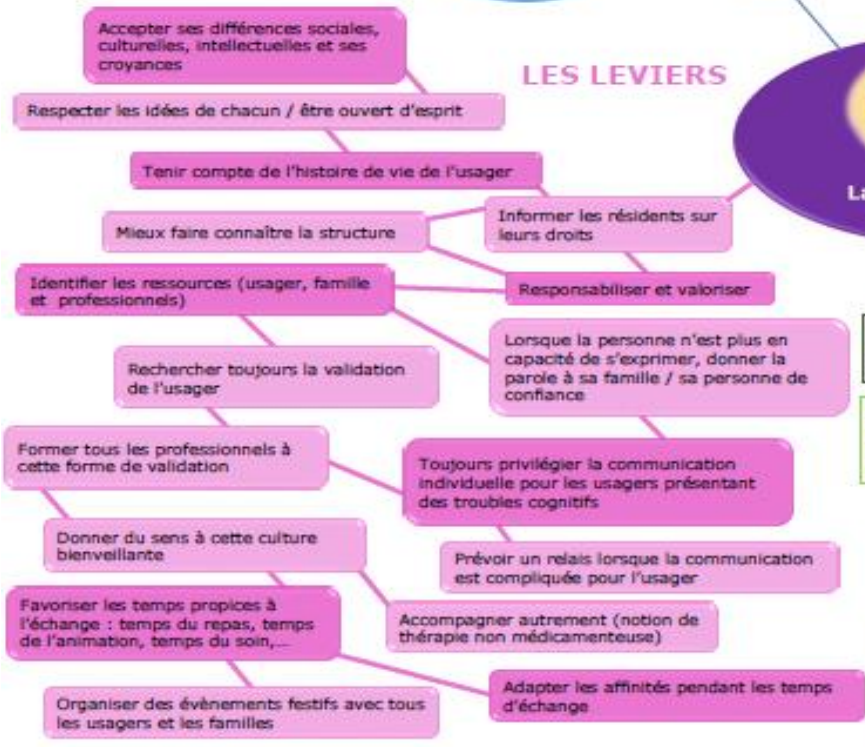 Accepter ses différences sociales,
culturelles, intellectuelles et ses
croyances
LES LEVIERS
Respecter les idées de chacun / être ouvert d'esprit
Tenir compte de l'histoire de vie de l'usager
La
Informer les résidents sur
leurs droits
Mieux faire connaître la structure
Identifier les ressources (usager, famille
et professionnels)
Responsabiliser et valoriser
Lorsque la personne n'est plus en
capacité de s'exprimer, donner la
parole à sa famille / sa personne de
confiance
Rechercher toujours la validation
de l'usager
Former tous les professionnels à
cette forme de validation
Toujours privilégier la communication
individuelle pour les usagers présentant
des troubles cognitifs
Donner du sens à cette culture
bienveillante
Prévoir un relais lorsque la communication
est compliquée pour l'usager
Favoriser les temps propices à
l'échange : temps du repas, temps
de l'animation, temps du soin,...
Accompagner autrement (notion de
thérapie non médicamenteuse)
Adapter les affinités pendant les temps
d'échange
Organiser des évènements festifs avec tous
les usagers et les familles